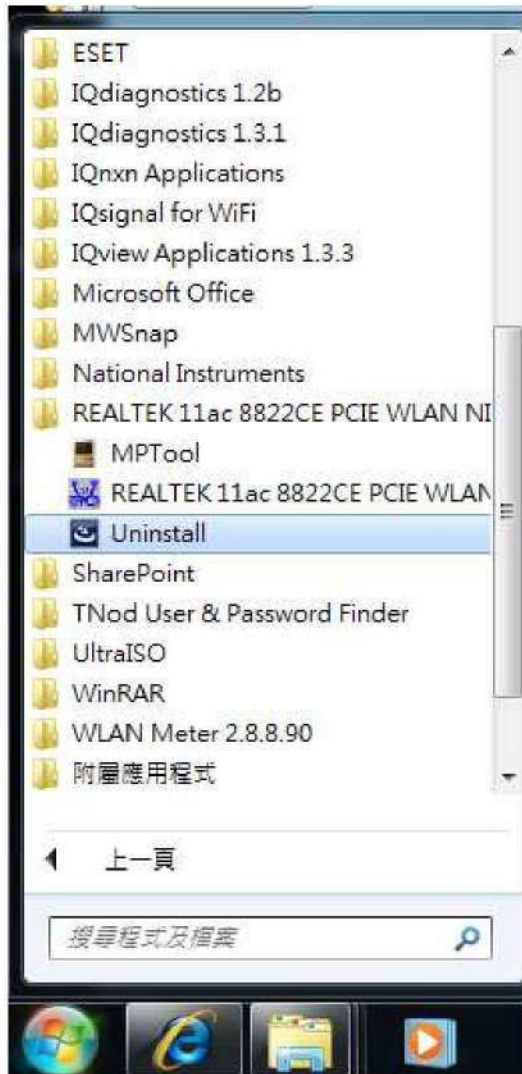 ESET
IQdiagnostics 1.2b
IQdiagnostics 1.3.1
IQnxn Applications
IQsignal for WiFi
IQview Applications 1.3.3
Microsoft Office
MWSnap
National Instruments
REALTEK 11ac 8822CE PCIE WLAN NI
MPTool
REALTEK 11ac 8822CE PCIE WLAN
Uninstall
SharePoint
TNod User & Password Finder
UltraISO
WinRAR
WLAN Meter 2.8.8.90
附屬應用程式
上一頁
搜尋程式及檔案